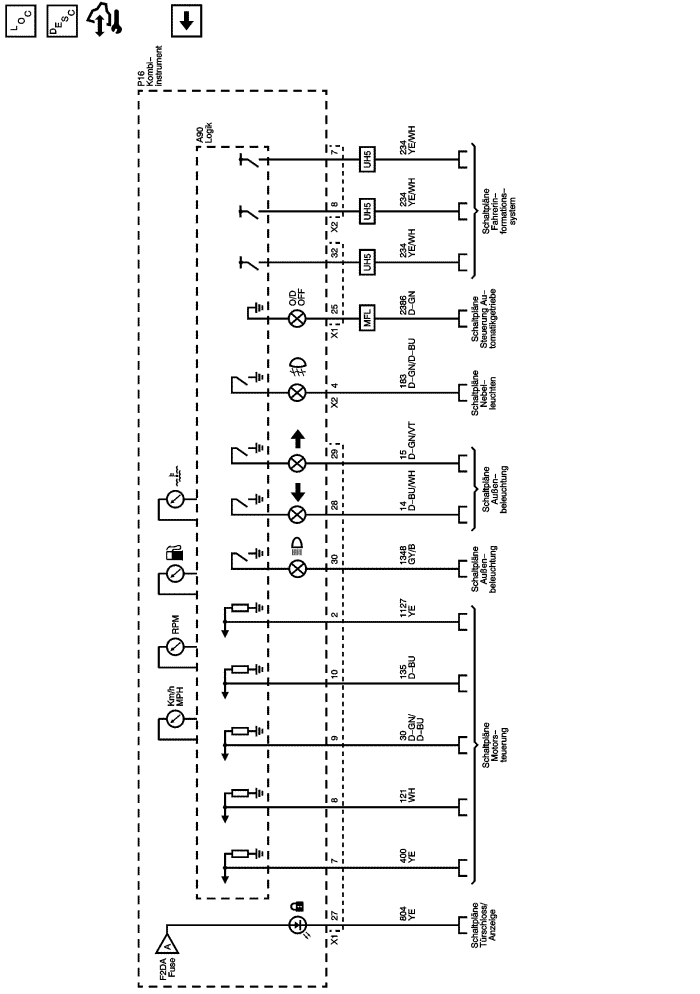 LOC
DESC
P16
Kombi–
instrument
A90
Logik
7
UH5
234
YE/WH
8
X2
UH5
234
YE/WH
32
UH5
234
YE/WH
Schaltpläne
Fahrerin–
formations–
system
O/D
OFF
25
X1
MFL
2386
D–GN
Schaltpläne
Steuerung Au–
tomatikgetriebe
4
X2
183
D–GN/D–BU
Schaltpläne
Nebel–
leuchten
29
15
D–GN/VT
28
14
D–BU/WH
Schaltpläne
Außen–
beleuchtung
30
1348
GY/B
Schaltpläne
Außen–
beleuchtung
2
1127
YE
RPM
10
135
D–BU
Km/h
MPH
9
30
D–GN/
D–BU
8
121
WH
7
400
YE
Schaltpläne
Motors–
teuerung
F2DA
Fuse
A
27
X1
804
YE
Schaltpläne
Türschloss/
Anzeige